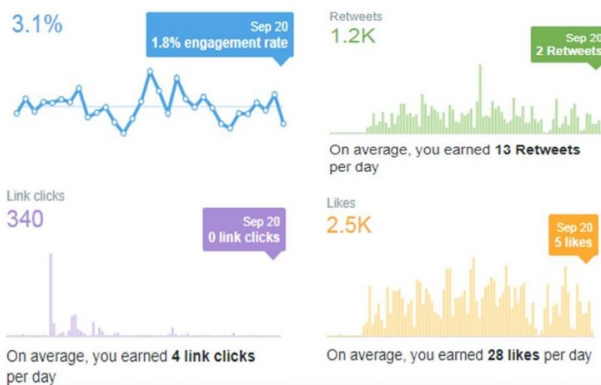 3.1%
Sep 20
1.8% engagement rate
Retweets
1.2K
Sep 20
2 Retweets
On average, you earned 13 Retweets
per day
Link clicks
340
Sep 20
0 link clicks
On average, you earned 4 link clicks
per day
Likes
2.5K
Sep 20
5 likes
On average, you earned 28 likes per day